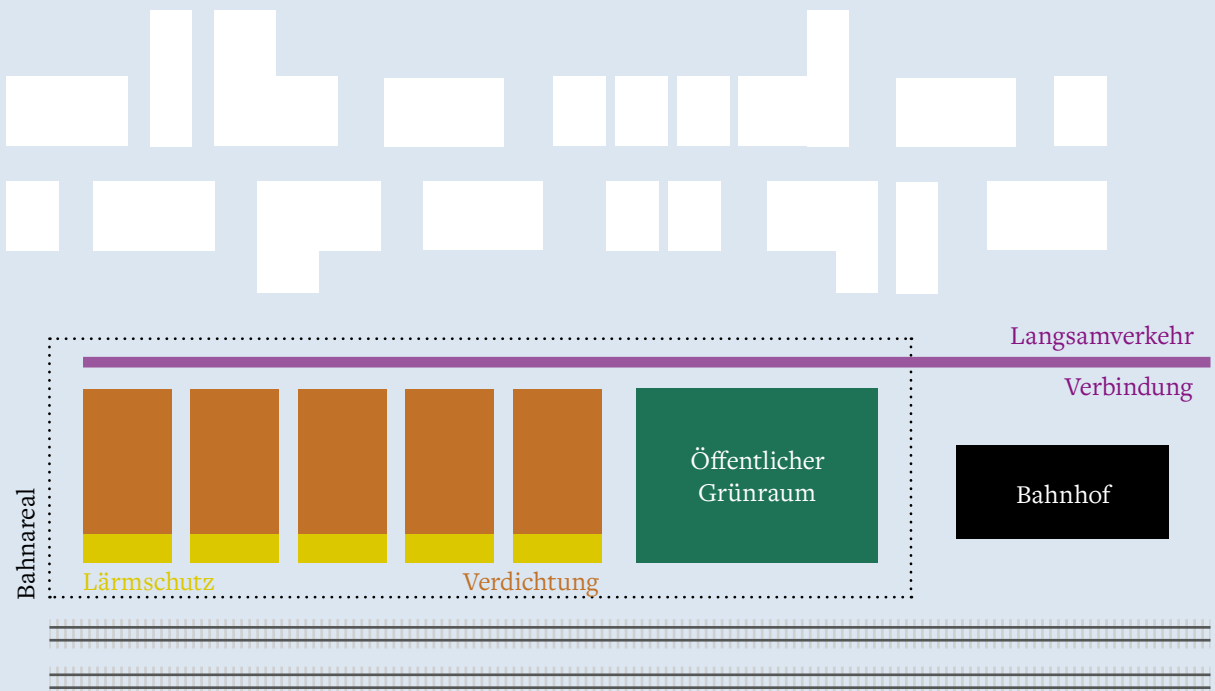 Langsamverkehr
Verbindung
Öffentlicher
Grünraum
Bahnhof
Bahnareal
Lärmschutz
Verdichtung